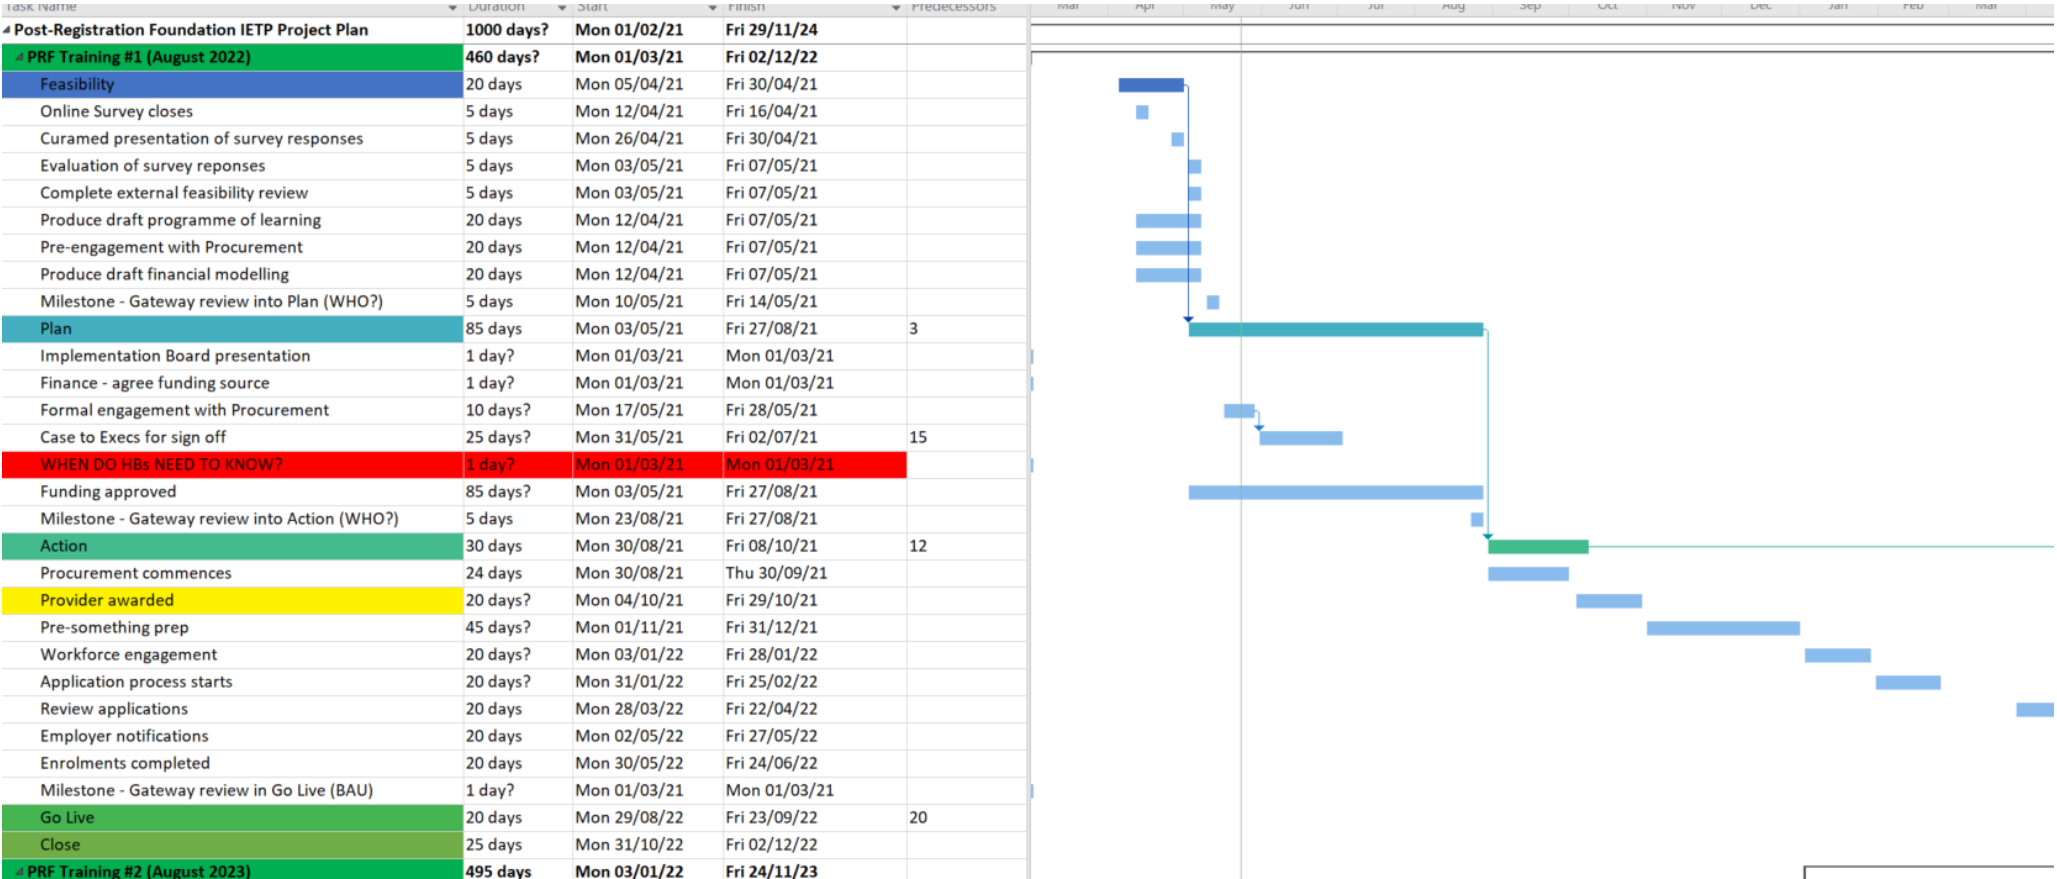 Task Name Duration Start Finish Predecessors Mar Apr May Jun Jul Aug Sep Oct Nov Dec Jan Feb Mar
Post-Registration Foundation IETP Project Plan 1000 days? Mon 01/02/21 Fri 29/11/24
PRF Training #1 (August 2022) 460 days? Mon 01/03/21 Fri 02/12/22
Feasibility 20 days Mon 05/04/21 Fri 30/04/21
Online Survey closes 5 days Mon 12/04/21 Fri 16/04/21
Curamed presentation of survey responses 5 days Mon 26/04/21 Fri 30/04/21
Evaluation of survey reponses 5 days Mon 03/05/21 Fri 07/05/21
Complete external feasibility review 5 days Mon 03/05/21 Fri 07/05/21
Produce draft programme of learning 20 days Mon 12/04/21 Fri 07/05/21
Pre-engagement with Procurement 20 days Mon 12/04/21 Fri 07/05/21
Produce draft financial modelling 20 days Mon 12/04/21 Fri 07/05/21
Milestone - Gateway review into Plan (WHO?) 5 days Mon 10/05/21 Fri 14/05/21
Plan 85 days Mon 03/05/21 Fri 27/08/21 3
Implementation Board presentation 1 day? Mon 01/03/21 Mon 01/03/21
Finance - agree funding source 1 day? Mon 01/03/21 Mon 01/03/21
Formal engagement with Procurement 10 days? Mon 17/05/21 Fri 28/05/21
Case to Execs for sign off 25 days? Mon 31/05/21 Fri 02/07/21 15
WHEN DO HBs NEED TO KNOW? 1 day? Mon 01/03/21 Mon 01/03/21
Funding approved 85 days? Mon 03/05/21 Fri 27/08/21
Milestone - Gateway review into Action (WHO?) 5 days Mon 23/08/21 Fri 27/08/21
Action 30 days Mon 30/08/21 Fri 08/10/21 12
Procurement commences 24 days Mon 30/08/21 Thu 30/09/21
Provider awarded 20 days? Mon 04/10/21 Fri 29/10/21
Pre-something prep 45 days? Mon 01/11/21 Fri 31/12/21
Workforce engagement 20 days? Mon 03/01/22 Fri 28/01/22
Application process starts 20 days? Mon 31/01/22 Fri 25/02/22
Review applications 20 days Mon 28/03/22 Fri 22/04/22
Employer notifications 20 days Mon 02/05/22 Fri 27/05/22
Enrolments completed 20 days Mon 30/05/22 Fri 24/06/22
Milestone - Gateway review in Go Live (BAU) 1 day? Mon 01/03/21 Mon 01/03/21
Go Live 20 days Mon 29/08/22 Fri 23/09/22 20
Close 25 days Mon 31/10/22 Fri 02/12/22
PRF Training #2 (August 2023) 495 days Mon 03/01/22 Fri 24/11/23